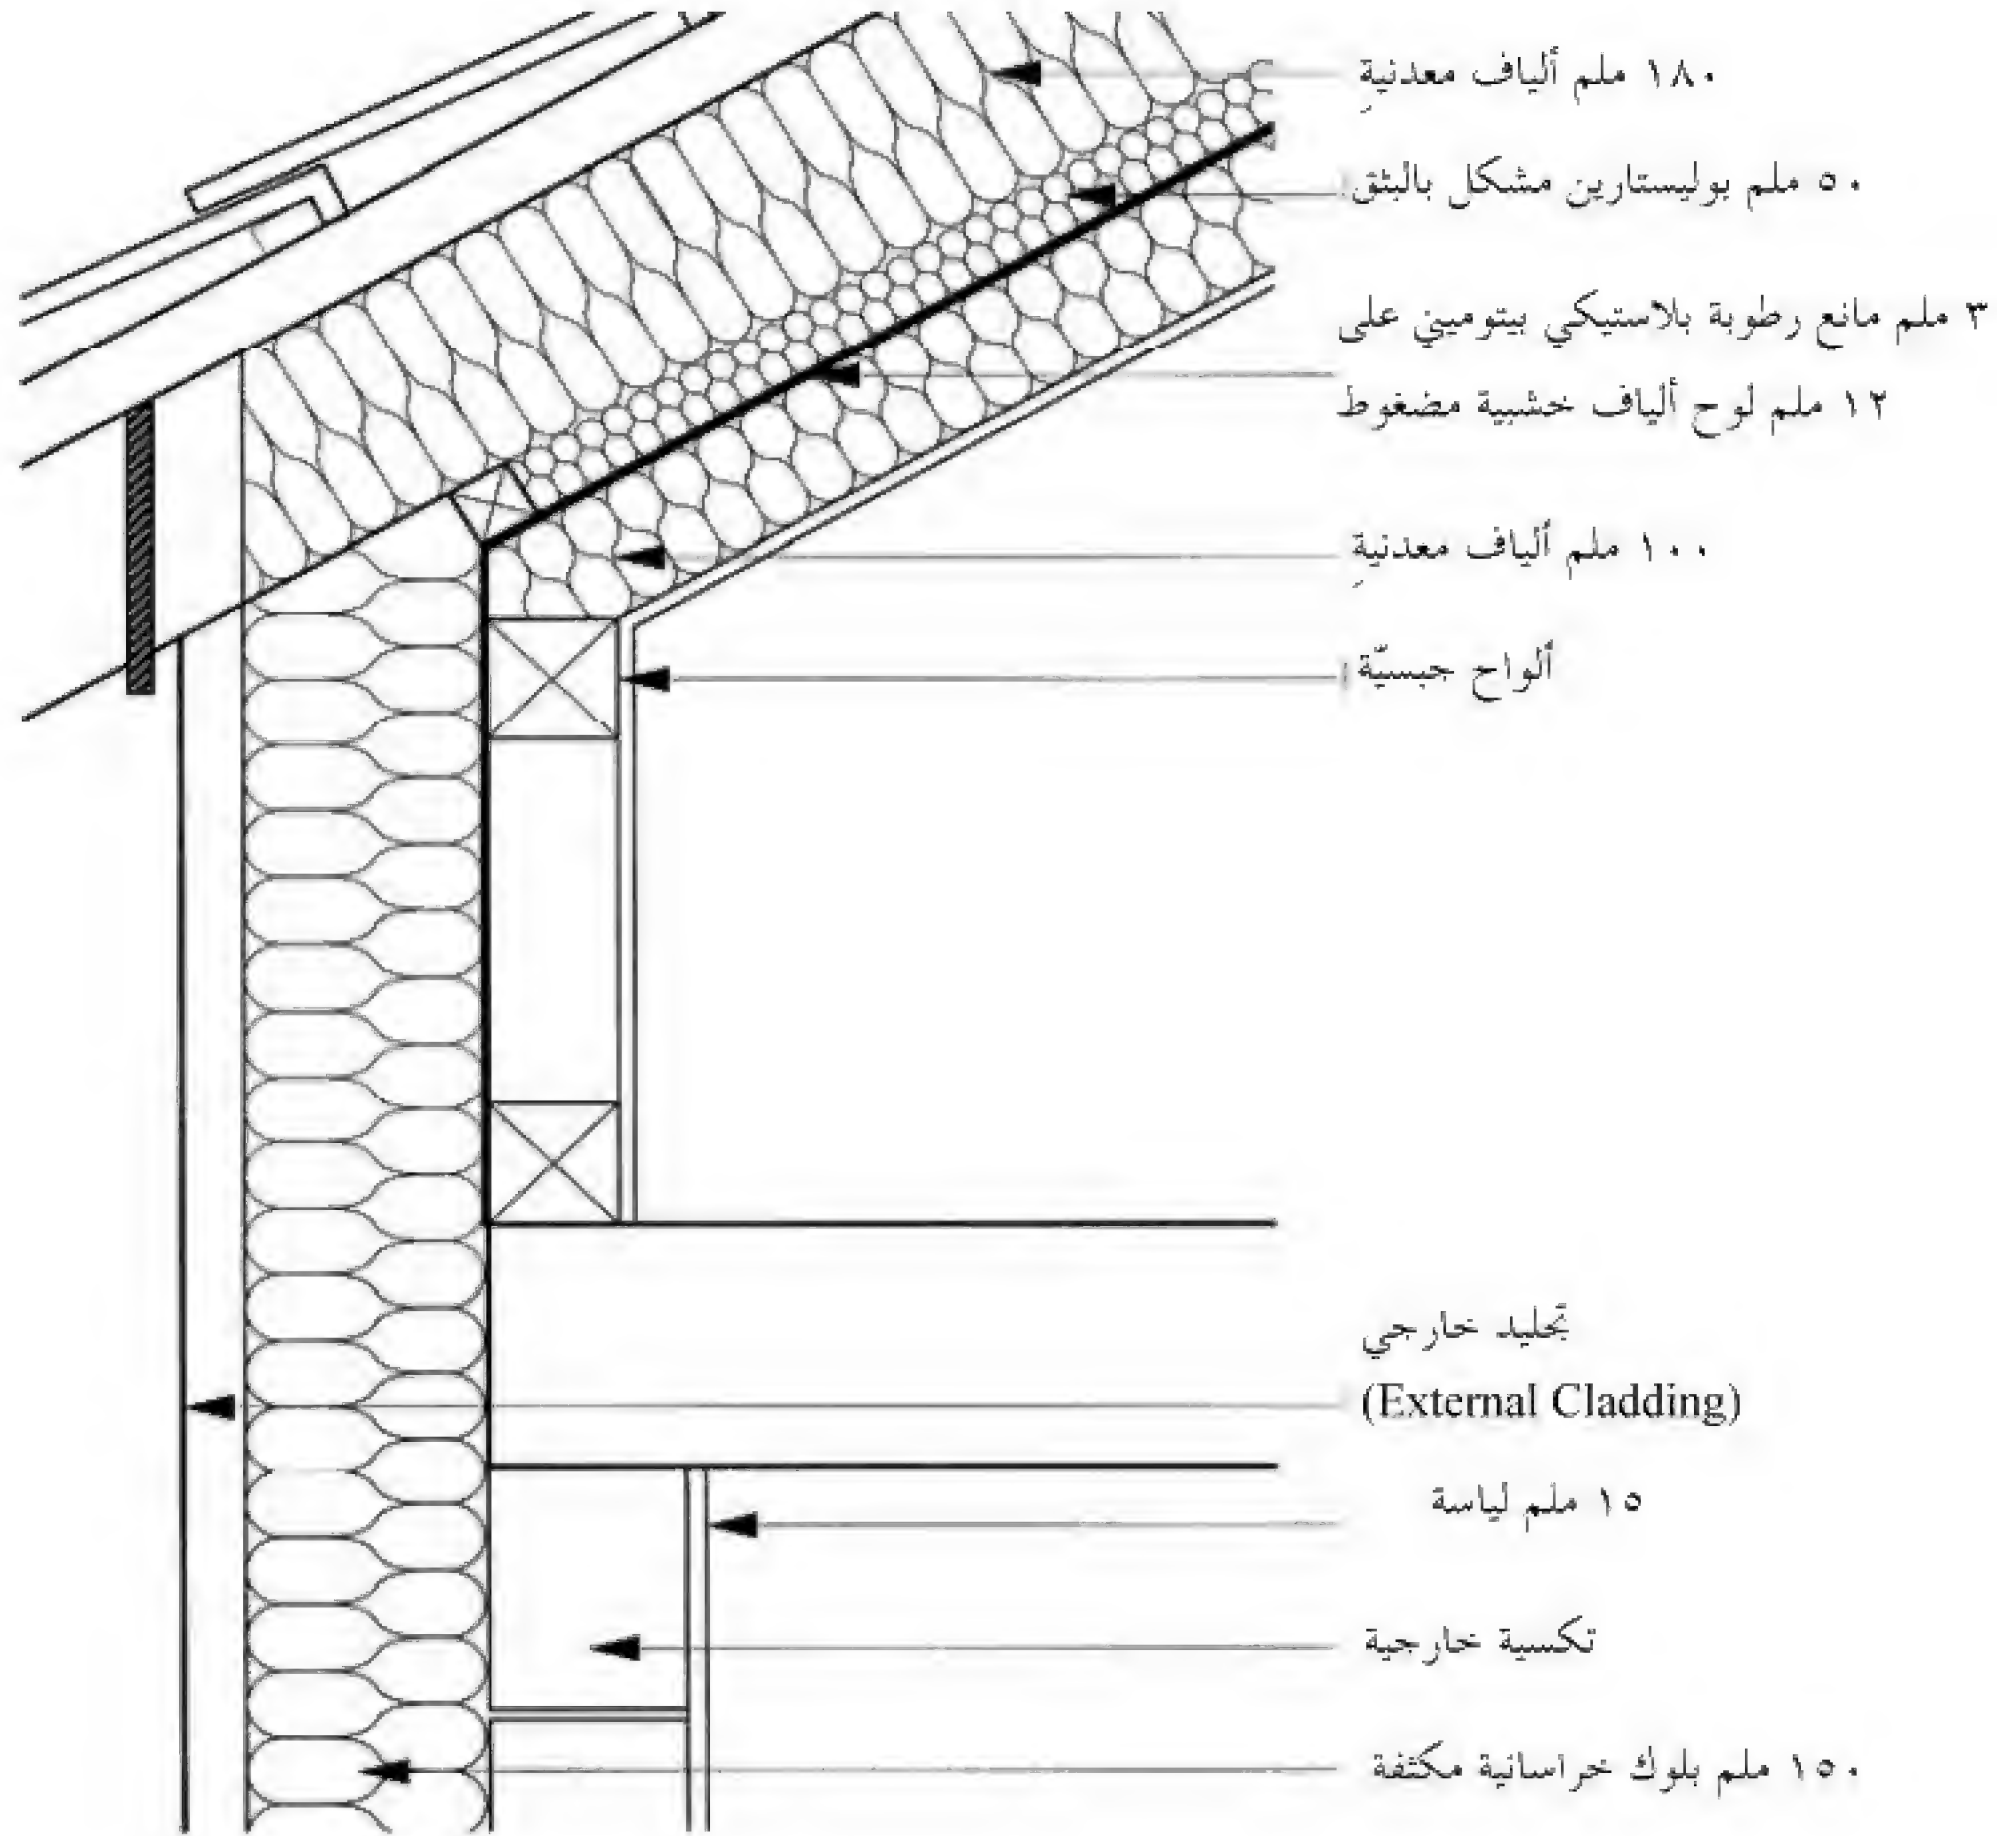 ١٨٠ ملم ألياف معدنية
٥٠ ملم بوليستارين مشكل بالبثق
٣ ملم مانع رطوبة بلاستيكي بيتوميني على
١٢ ملم لوح ألياف خشبية مضغوط
١٠٠ ملم ألياف معدنية
ألواح جبسيّة
تجليد خارجي
(External Cladding)
١٥ ملم لياسة
تكسية خارجية
١٥٠ ملم بلوك خراسانية مكثفة